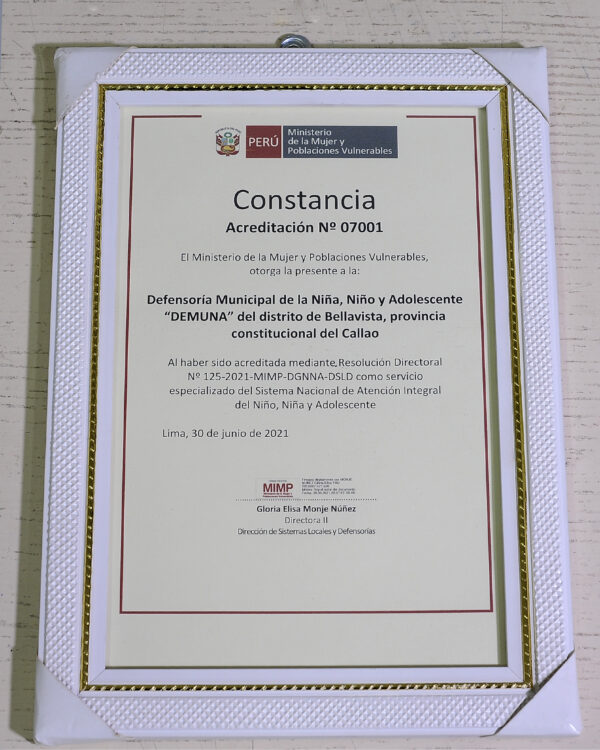 PERÚ
Ministerio
de la Mujer y
Poblaciones Vulnerables
Constancia
Acreditación Nº 07001
El Ministerio de la Mujer y Poblaciones Vulnerables,
otorga la presente a la:
Defensoría Municipal de la Niña, Niño y Adolescente
“DEMUNA” del distrito de Bellavista, provincia
constitucional del Callao
Al haber sido acreditada mediante Resolución Directoral
Nº 125-2021-MIMP-DGNNA-DSLD como servicio
especializado del Sistema Nacional de Atención Integral
del Niño, Niña y Adolescente
Lima, 30 de junio de 2021
MIMP
Gloria Elisa Monje Núñez
Directora II
Dirección de Sistemas Locales y Defensorías